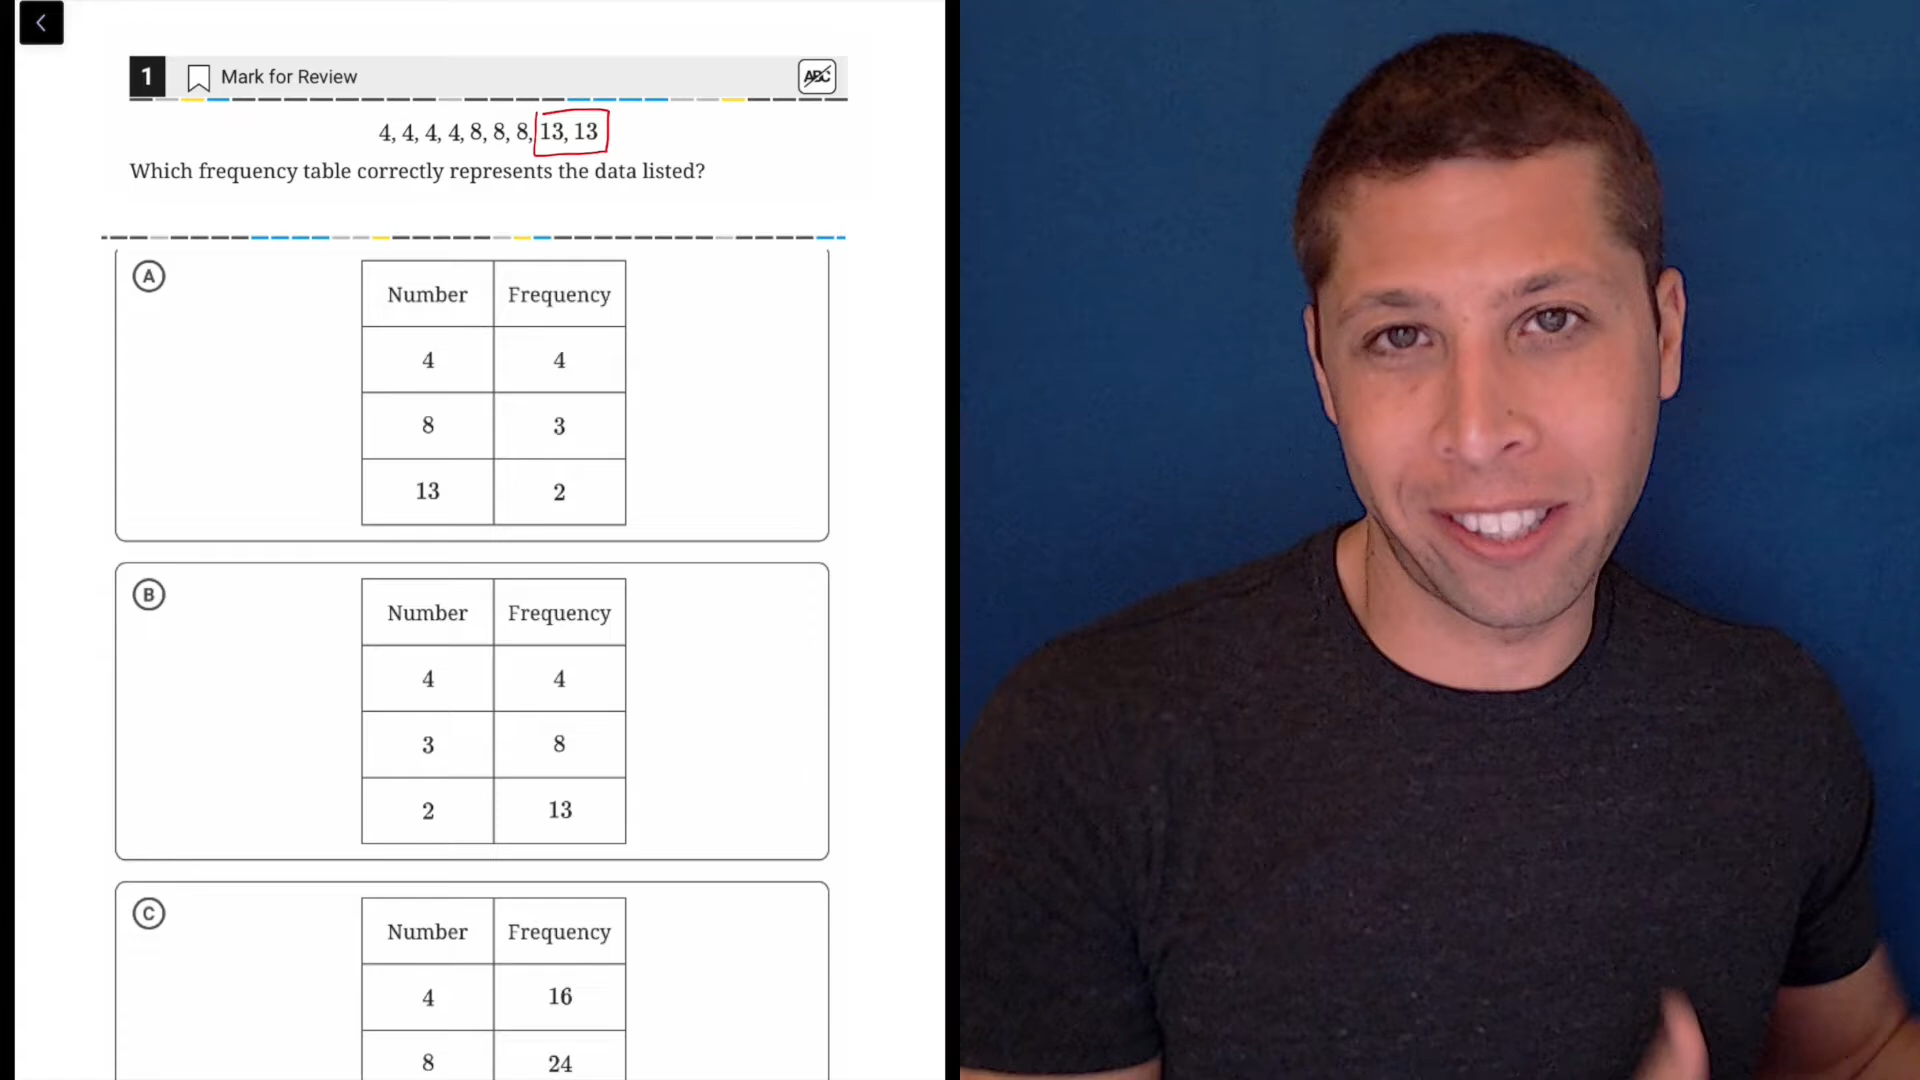 1 Mark for Review ABC
4, 4, 4, 4, 8, 8, 8, 13, 13
Which frequency table correctly represents the data listed?
A
Number Frequency
4 4
8 3
13 2
B
Number Frequency
4 4
3 8
2 13
C
Number Frequency
4 16
8 24